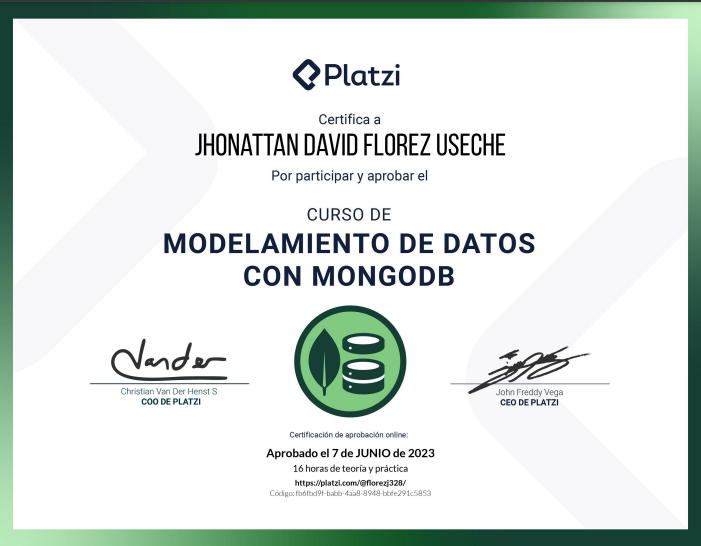 Platzi
Certifica a
JHONATTAN DAVID FLOREZ USECHE
Por participar y aprobar el
CURSO DE
MODELAMIENTO DE DATOS
CON MONGODB
Vander
Christian Van Der Henst S
COO DE PLATZI
John Freddy Vega
CEO DE PLATZI
Certificación de aprobación online:
Aprobado el 7 de JUNIO de 2023
16 horas de teoría y práctica
https://platzi.com/@florezj328/
Código: fb6fbd9f-babb-4aa8-8948-bbfe291c5853